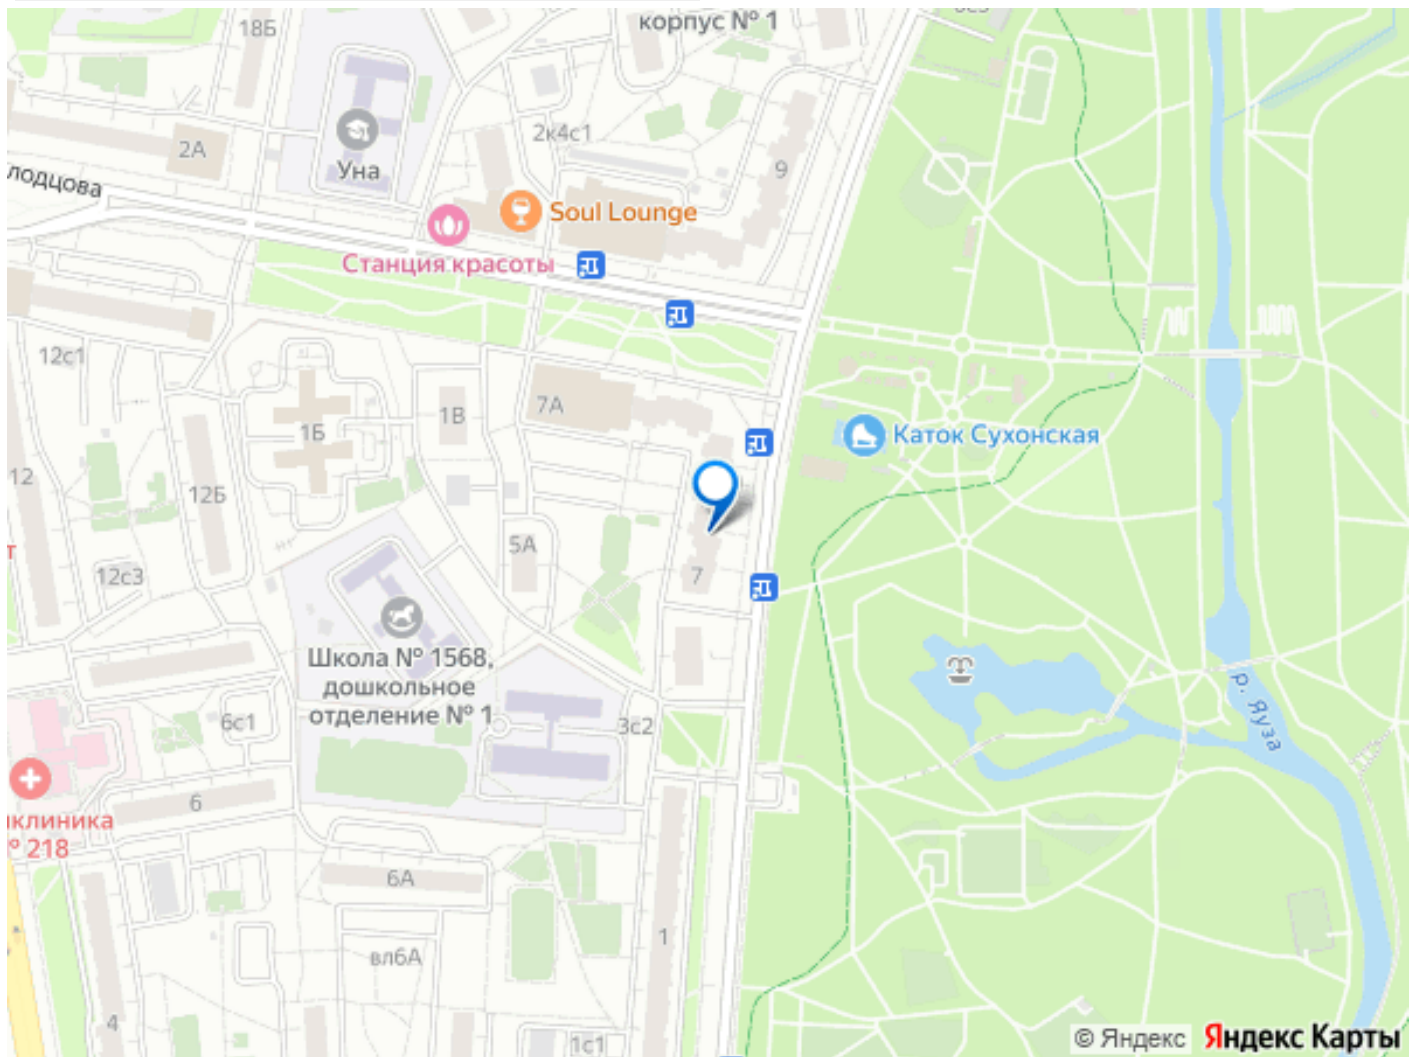 корпус № 1
18Б
2к4с1
2А
Уна
9
лодцова
Soul Lounge
Станция красоты
12с1
7А
1В
1Б
Каток Сухонская
12
12Б
5А
7
12с3
Школа № 1568,
дошкольное
отделение № 1
6с1
3с2
р. Яуза
6
клиника
№ 218
6А
1
вл6А
4
1с1
© Яндекс Яндекс Карты